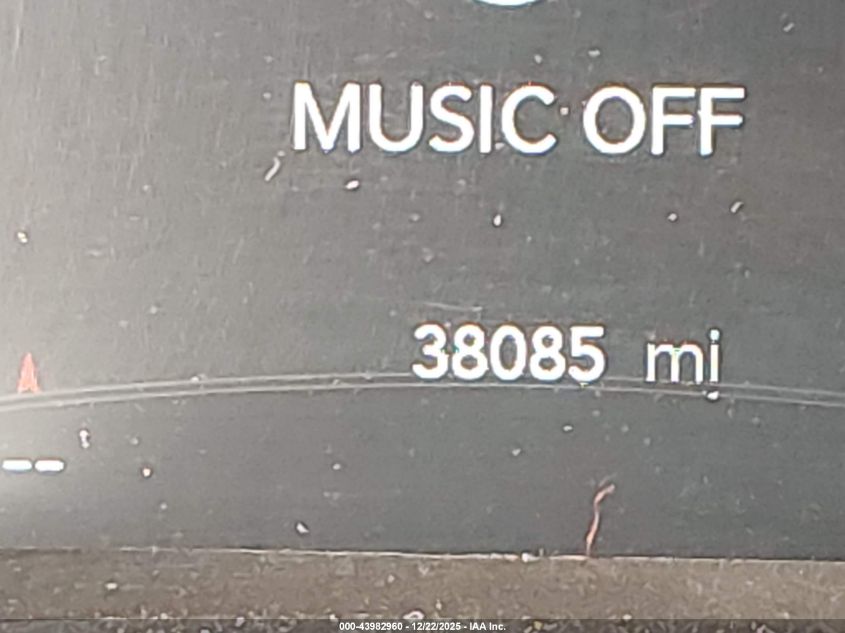 MUSIC OFF
38085 mi
--
000-43982960 - 12/22/2025 - IAA Inc.